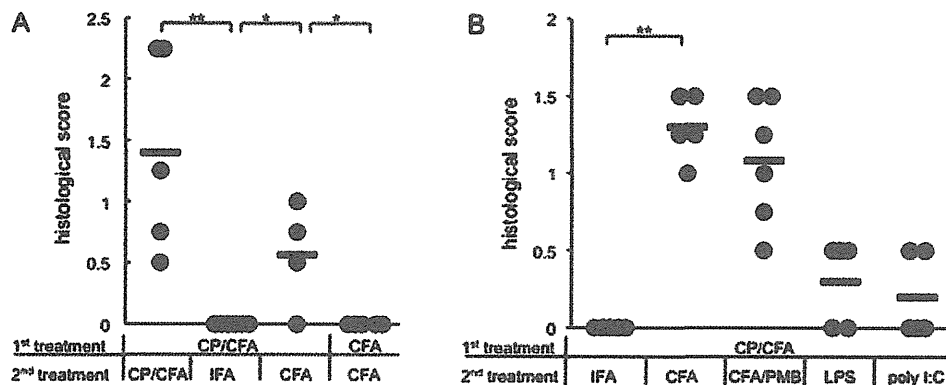 A
histological score
2.5
2
1.5
1
0.5
0
** * *
1st treatment CP/CFA CFA
2nd treatment CP/CFA IFA CFA CFA
B
histological score
2
1.5
1
0.5
0
**
1st treatment CP/CFA
2nd treatment IFA CFA CFA/PMB LPS poly I:C